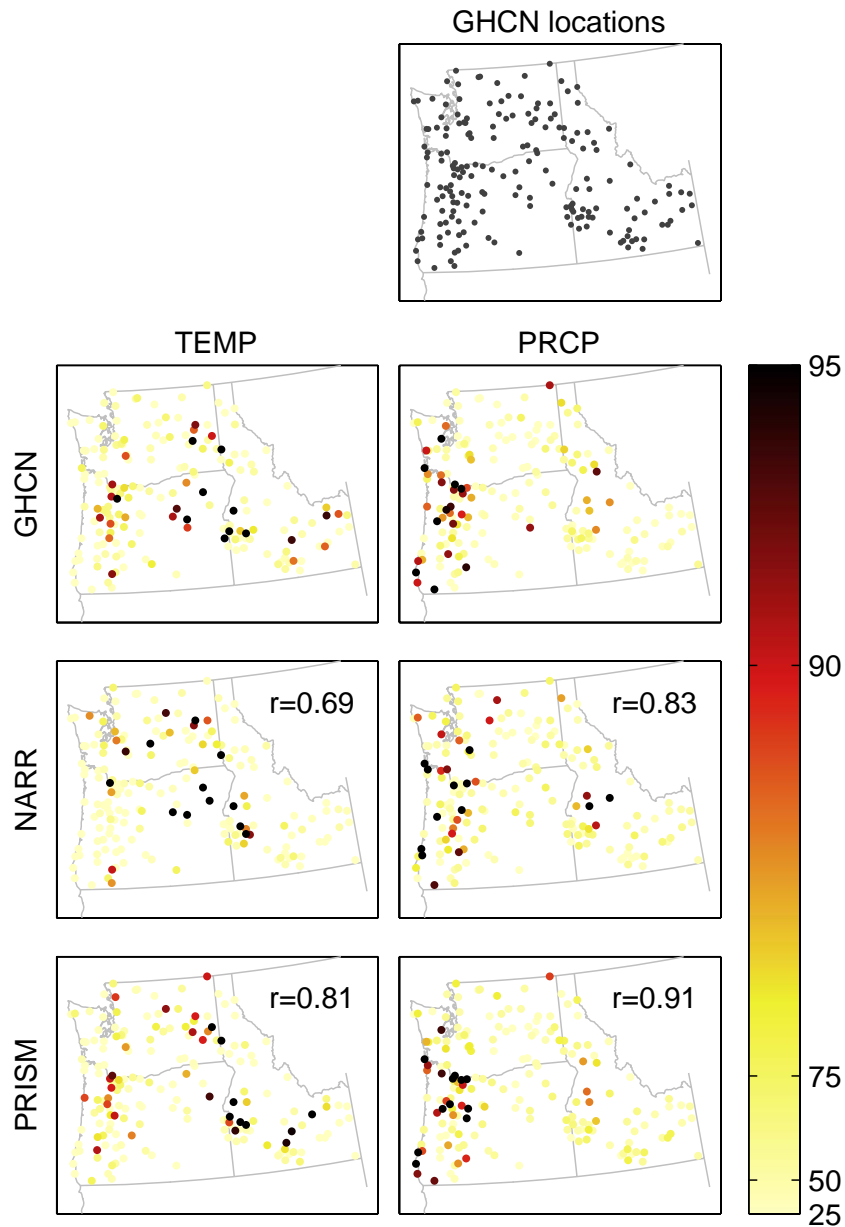 GHCN locations
TEMP
PRCP
GHCN
95
90
75
50
25
NARR
r=0.69
r=0.83
PRISM
r=0.81
r=0.91